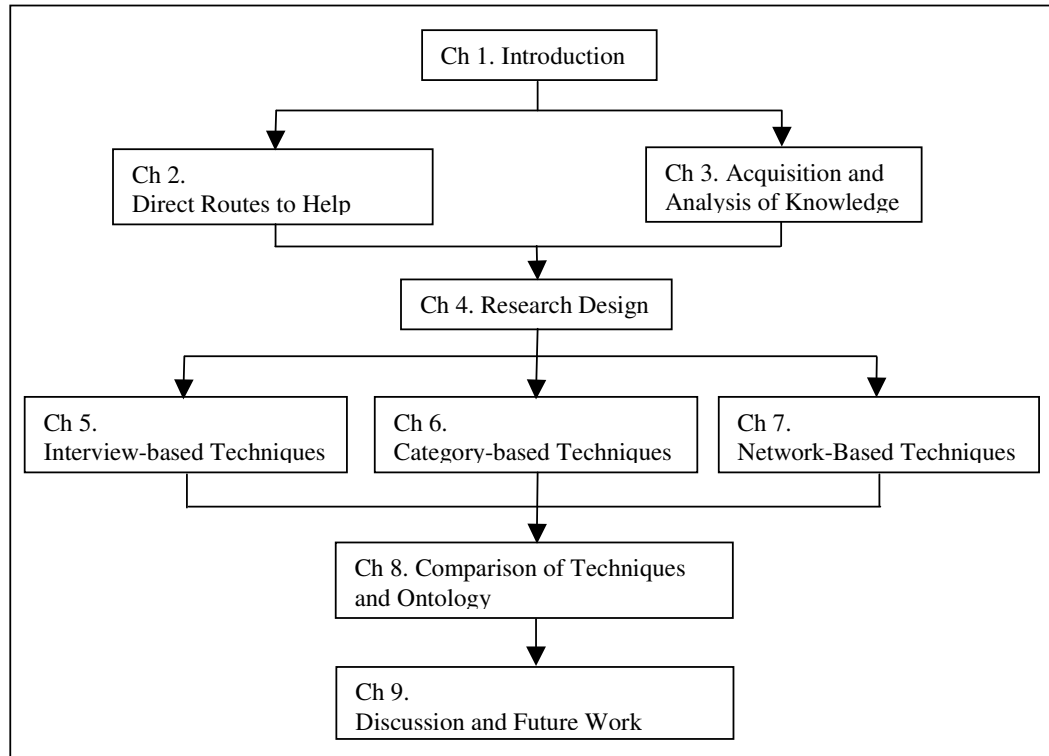 Ch 1. Introduction
Ch 2.
Direct Routes to Help
Ch 3. Acquisition and
Analysis of Knowledge
Ch 4. Research Design
Ch 5.
Interview-based Techniques
Ch 6.
Category-based Techniques
Ch 7.
Network-Based Techniques
Ch 8. Comparison of Techniques
and Ontology
Ch 9.
Discussion and Future Work